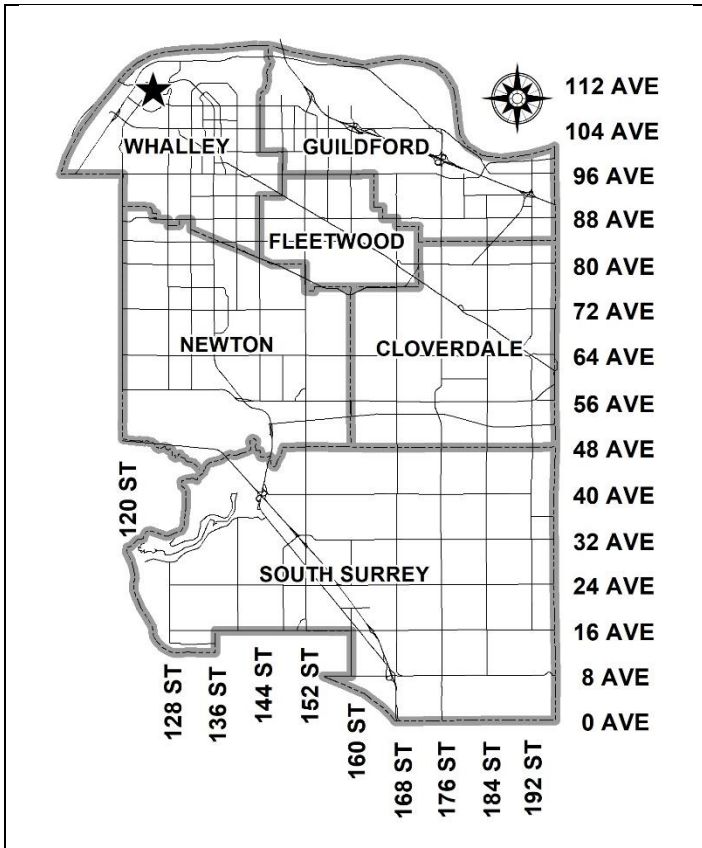 112 AVE
104 AVE
WHALLEY
GUILDFORD
96 AVE
88 AVE
FLEETWOOD
80 AVE
72 AVE
NEWTON
CLOVERDALE
64 AVE
56 AVE
48 AVE
120 ST
40 AVE
32 AVE
SOUTH SURREY
24 AVE
16 AVE
8 AVE
128 ST
136 ST
144 ST
152 ST
160 ST
0 AVE
168 ST
176 ST
184 ST
192 ST